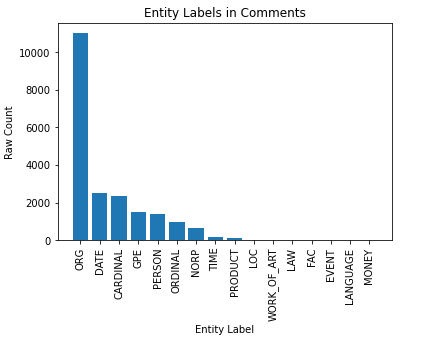 Entity Labels in Comments
Raw Count
10000
8000
6000
4000
2000
0
ORG
DATE
CARDINAL
GPE
PERSON
ORDINAL
NORP
TIME
PRODUCT
LOC
WORK_OF_ART
LAW
FAC
EVENT
LANGUAGE
MONEY
Entity Label